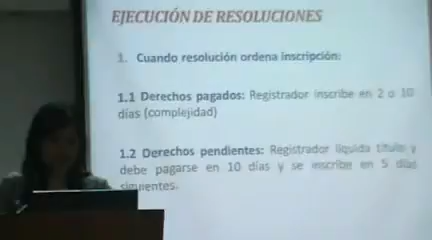 EJECUCIÓN DE RESOLUCIONES
1. Cuando resolución ordena inscripción:
1.1 Derechos pagados: Registrador inscribe en 2 o 10
días (complejidad)
1.2 Derechos pendientes: Registrador liquida título y
debe pagarse en 10 días y se inscribe en 5 días
siguientes.